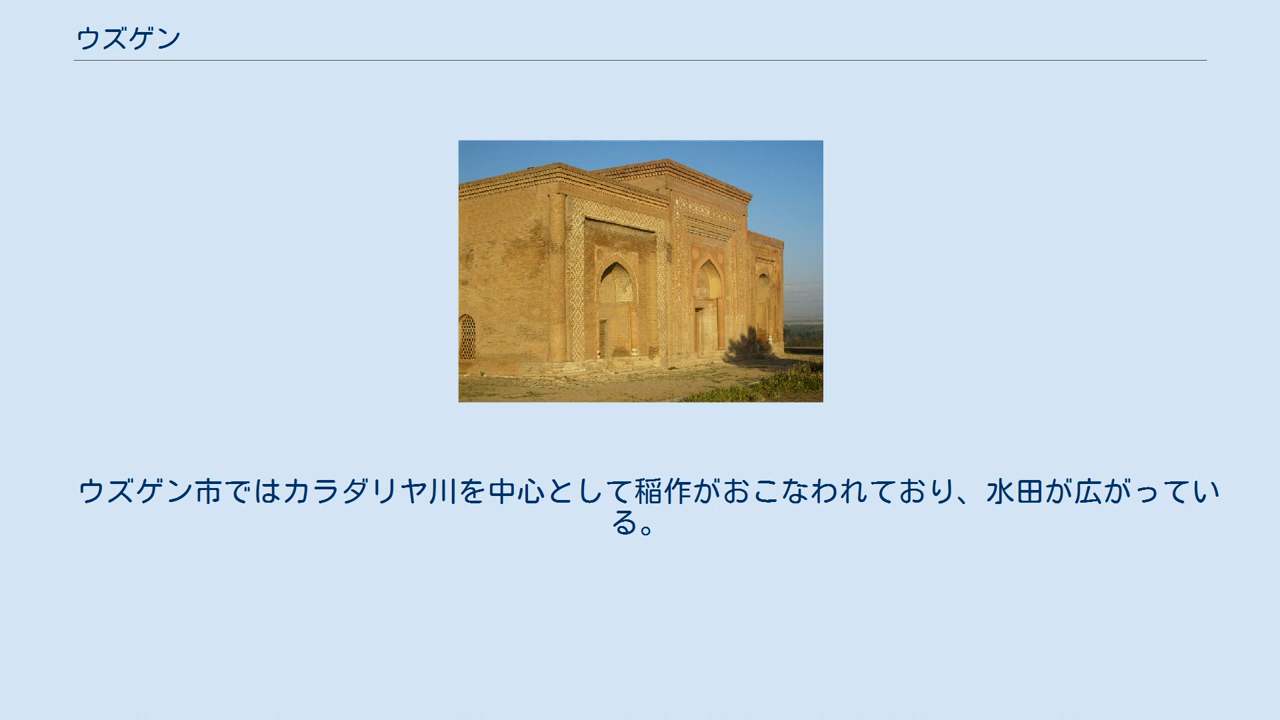 ウズゲン
ウズゲン市ではカラダリヤ川を中心として稲作がおこなわれており、水田が広がってい
る。